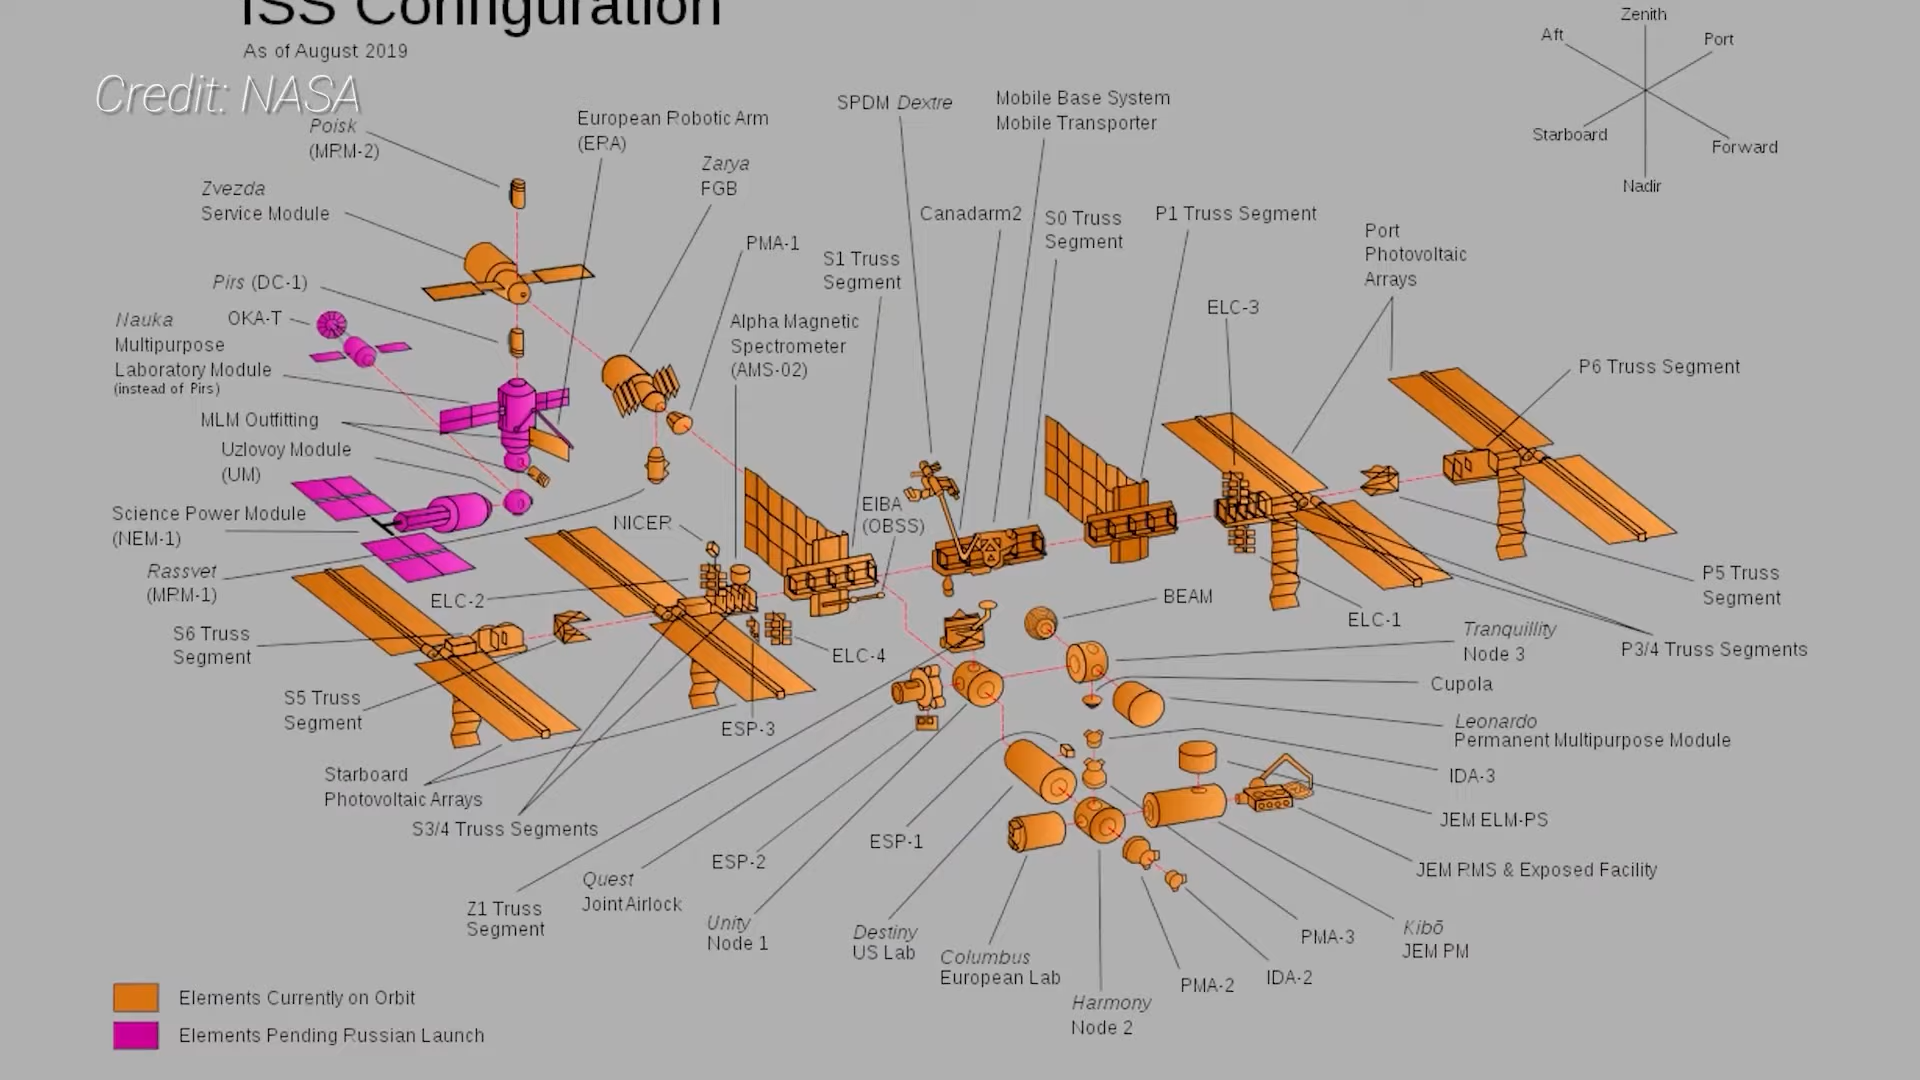 ISS Configuration
As of August 2019
Credit: NASA
Zenith
Aft
Port
Starboard
Forward
Nadir
Poisk
(MRM-2)
European Robotic Arm
(ERA)
SPDM Dextre
Mobile Base System
Mobile Transporter
Zvezda
Service Module
Zarya
FGB
Canadarm2
S0 Truss
Segment
P1 Truss Segment
Port
Photovoltaic
Arrays
PMA-1
S1 Truss
Segment
Pirs (DC-1)
Nauka
Multipurpose
Laboratory Module
(instead of Pirs)
OKA-T
Alpha Magnetic
Spectrometer
(AMS-02)
ELC-3
P6 Truss Segment
MLM Outfitting
Uzlovoy Module
(UM)
Science Power Module
(NEM-1)
NICER
EIBA
(OBSS)
Rassvet
(MRM-1)
ELC-2
BEAM
ELC-1
P5 Truss
Segment
S6 Truss
Segment
ELC-4
Tranquillity
Node 3
P3/4 Truss Segments
S5 Truss
Segment
ESP-3
Cupola
Leonardo
Permanent Multipurpose Module
Starboard
Photovoltaic Arrays
S3/4 Truss Segments
IDA-3
JEM ELM-PS
ESP-2
ESP-1
JEM RMS & Exposed Facility
Z1 Truss
Segment
Quest
Joint Airlock
Unity
Node 1
Destiny
US Lab
Columbus
European Lab
Harmony
Node 2
PMA-2
IDA-2
PMA-3
Kibō
JEM PM
Elements Currently on Orbit
Elements Pending Russian Launch